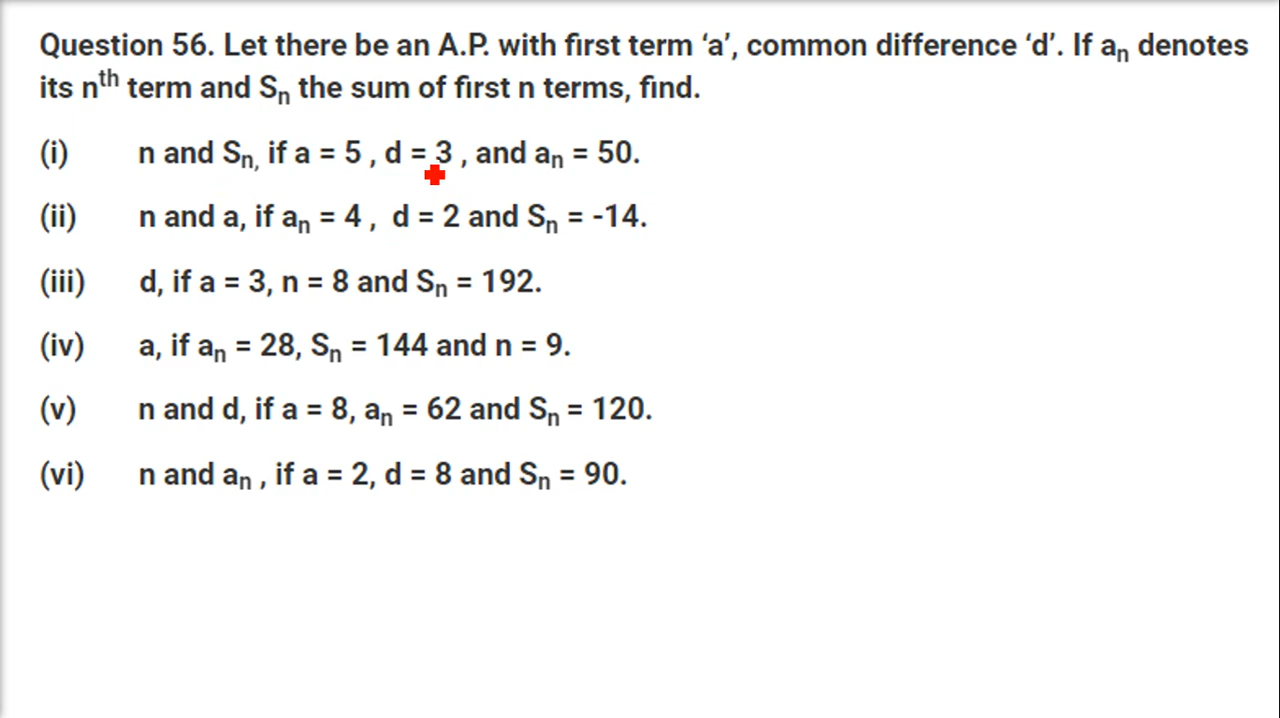 Question 56. Let there be an A.P. with first term ‘a’, common difference ‘d’. If aₙ denotes
its nᵗʰ term and Sₙ the sum of first n terms, find.
(i) n and Sₙ, if a = 5 , d = 3 , and aₙ = 50.
(ii) n and a, if aₙ = 4 , d = 2 and Sₙ = -14.
(iii) d, if a = 3, n = 8 and Sₙ = 192.
(iv) a, if aₙ = 28, Sₙ = 144 and n = 9.
(v) n and d, if a = 8, aₙ = 62 and Sₙ = 120.
(vi) n and aₙ , if a = 2, d = 8 and Sₙ = 90.